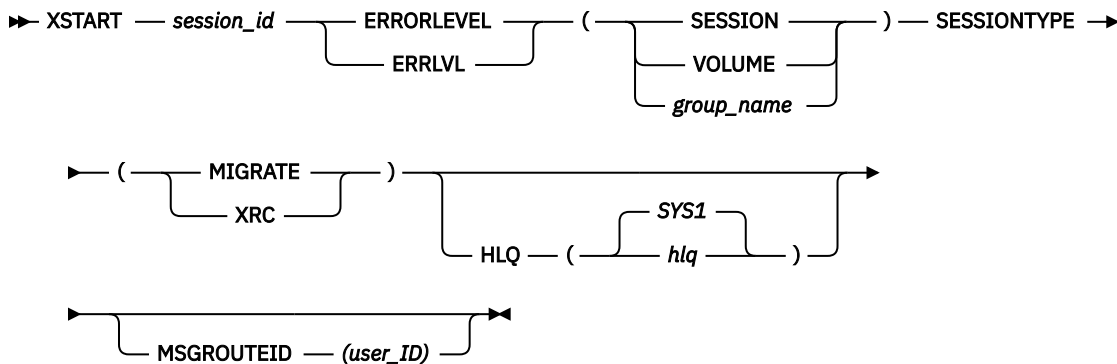 XSTART session_id ERRORLEVEL ( SESSION ) SESSIONTYPE
ERRLVL VOLUME
group_name
( MIGRATE )
XRC SYS1
HLQ ( hlq )
MSGROUTEID (user_ID)